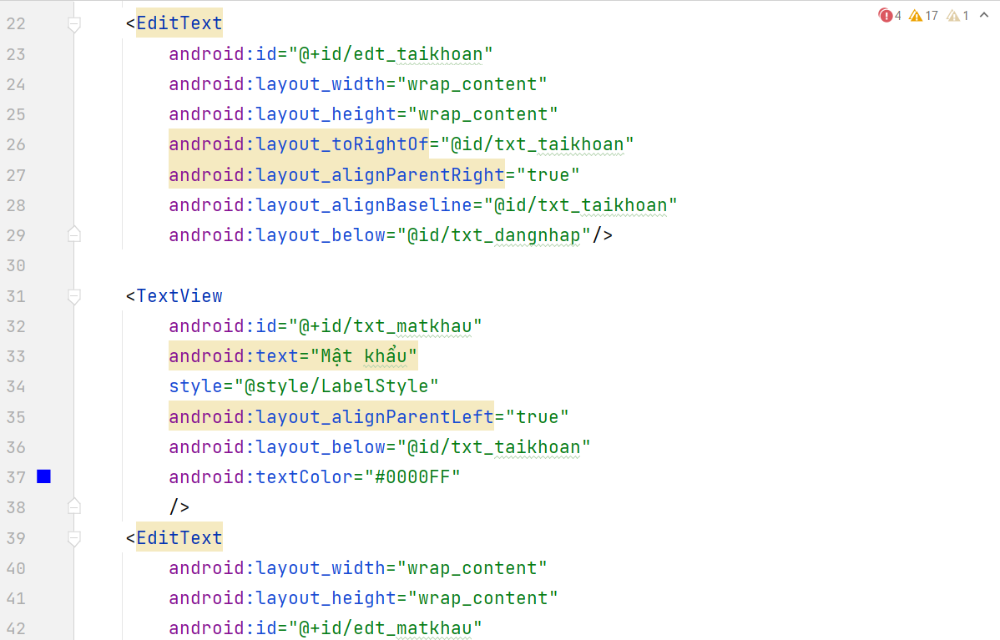 4 17 1
22 <EditText
23 android:id="@+id/edt_taikhoan"
24 android:layout_width="wrap_content"
25 android:layout_height="wrap_content"
26 android:layout_toRightOf="@id/txt_taikhoan"
27 android:layout_alignParentRight="true"
28 android:layout_alignBaseline="@id/txt_taikhoan"
29 android:layout_below="@id/txt_dangnhap"/>
30
31 <TextView
32 android:id="@+id/txt_matkhau"
33 android:text="Mật khẩu"
34 style="@style/LabelStyle"
35 android:layout_alignParentLeft="true"
36 android:layout_below="@id/txt_taikhoan"
37 android:textColor="#0000FF"
38 />
39 <EditText
40 android:layout_width="wrap_content"
41 android:layout_height="wrap_content"
42 android:id="@+id/edt_matkhau"